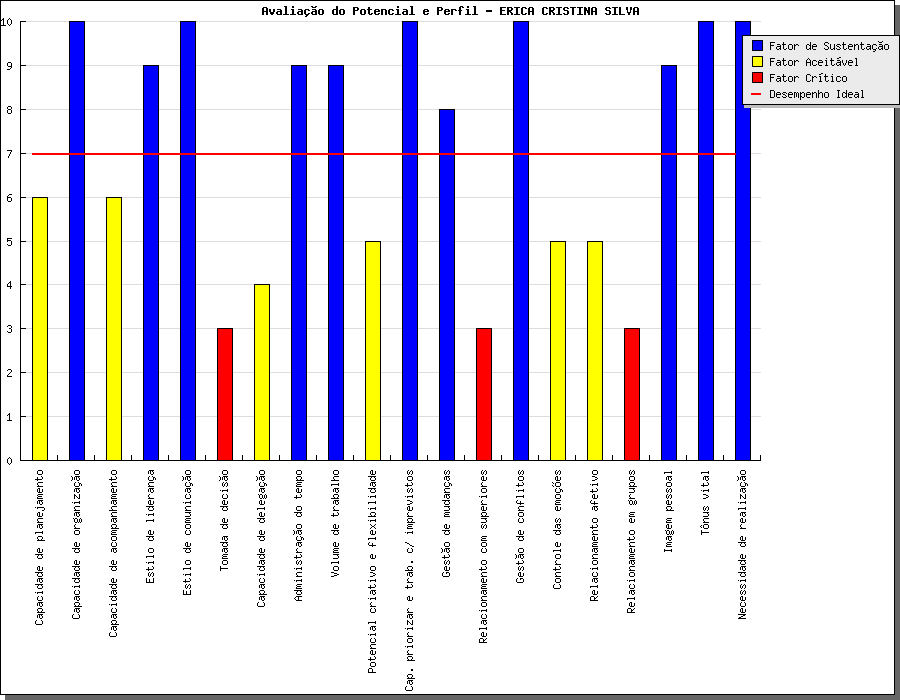 Avaliação do Potencial e Perfil - ERICA CRISTINA SILVA
10
9
8
7
6
5
4
3
2
1
0
Fator de Sustentação
Fator Aceitável
Fator Crítico
Desempenho Ideal
Capacidade de planejamento
Capacidade de organização
Capacidade de acompanhamento
Estilo de liderança
Estilo de comunicação
Tomada de decisão
Capacidade de delegação
Administração do tempo
Volume de trabalho
Potencial criativo e flexibilidade
Cap. priorizar e trab. c/ imprevistos
Gestão de mudanças
Relacionamento com superiores
Gestão de conflitos
Controle das emoções
Relacionamento afetivo
Relacionamento em grupos
Imagem pessoal
Tônus vital
Necessidade de realização